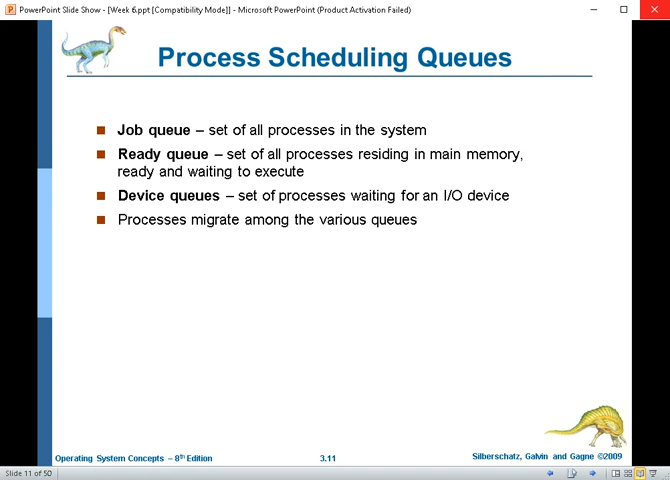 PowerPoint Slide Show - [Week 6.ppt [Compatibility Mode]] - Microsoft PowerPoint (Product Activation Failed)
Process Scheduling Queues
Job queue – set of all processes in the system
Ready queue – set of all processes residing in main memory,
ready and waiting to execute
Device queues – set of processes waiting for an I/O device
Processes migrate among the various queues
Operating System Concepts – 8th Edition
3.11
Silberschatz, Galvin and Gagne ©2009
Slide 11 of 50